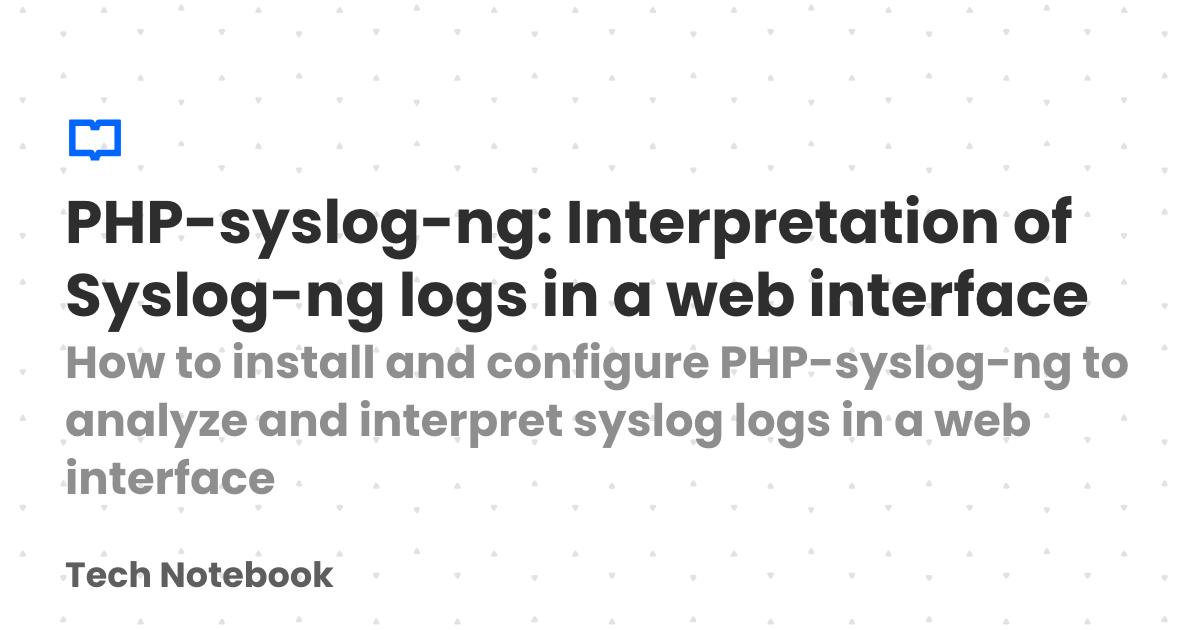 PHP-syslog-ng: Interpretation of
Syslog-ng logs in a web interface
How to install and configure PHP-syslog-ng to
analyze and interpret syslog logs in a web
interface
Tech Notebook